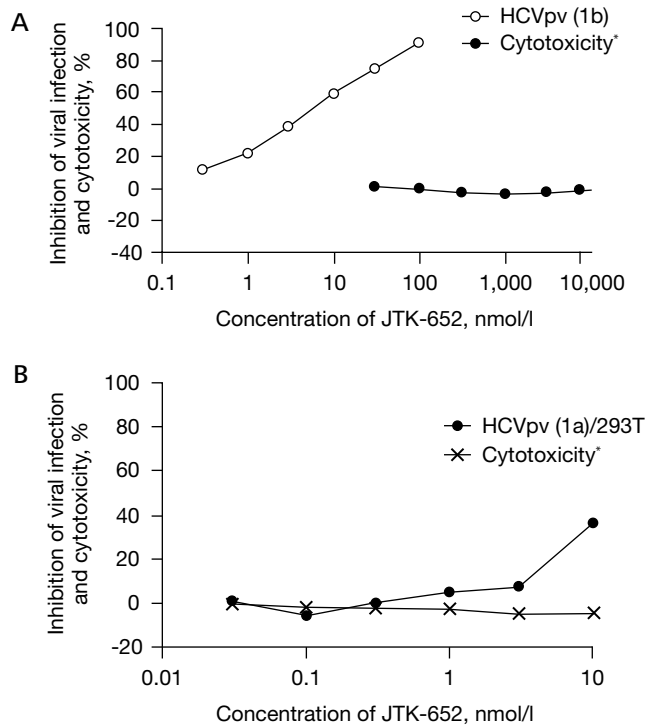 A
Inhibition of viral infection
and cytotoxicity, %
100
80
60
40
20
0
-20
-40
0.1 1 10 100 1,000 10,000
Concentration of JTK-652, nmol/l
HCVpv (1b)
Cytotoxicity*
B
Inhibition of viral infection
and cytotoxicity, %
100
80
60
40
20
0
-20
0.01 0.1 1 10
Concentration of JTK-652, nmol/l
HCVpv (1a)/293T
Cytotoxicity*